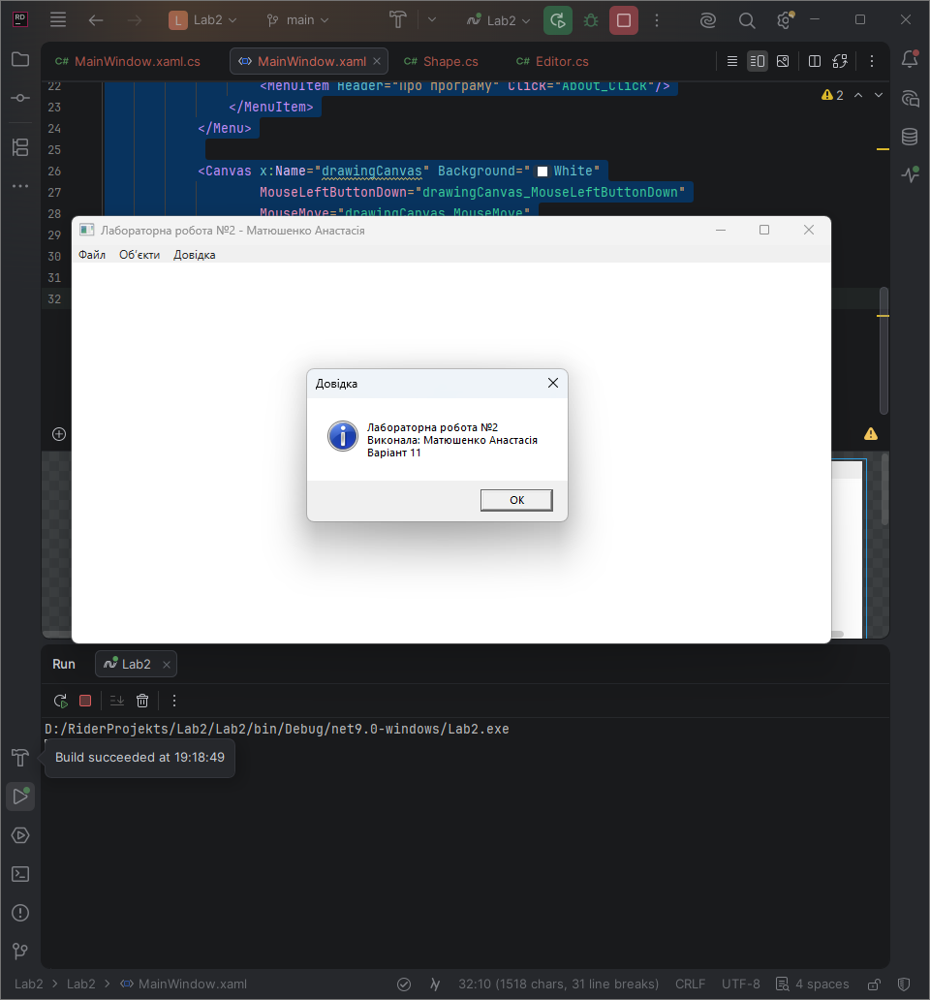 RD
L Lab2
main
Lab2
C# MainWindow.xaml.cs
MainWindow.xaml
C# Shape.cs
C# Editor.cs
22 <MenuItem Header="Про програму" Click="About_Click"/>
2
23 </MenuItem>
24 </Menu>
25
26 <Canvas x:Name="drawingCanvas" Background="White"
27 MouseLeftButtonDown="drawingCanvas_MouseLeftButtonDown"
28 MouseMove="drawingCanvas_MouseMove"
29
30
31
32
Лабораторна робота №2 - Матюшенко Анастасія
Файл Об'єкти Довідка
Довідка
Лабораторна робота №2
Виконала: Матюшенко Анастасія
Варіант 11
OK
Run
Lab2
D:/RiderProjekts/Lab2/Lab2/bin/Debug/net9.0-windows/Lab2.exe
Build succeeded at 19:18:49
Lab2 > Lab2 > MainWindow.xaml
32:10 (1518 chars, 31 line breaks)
CRLF
UTF-8
4 spaces